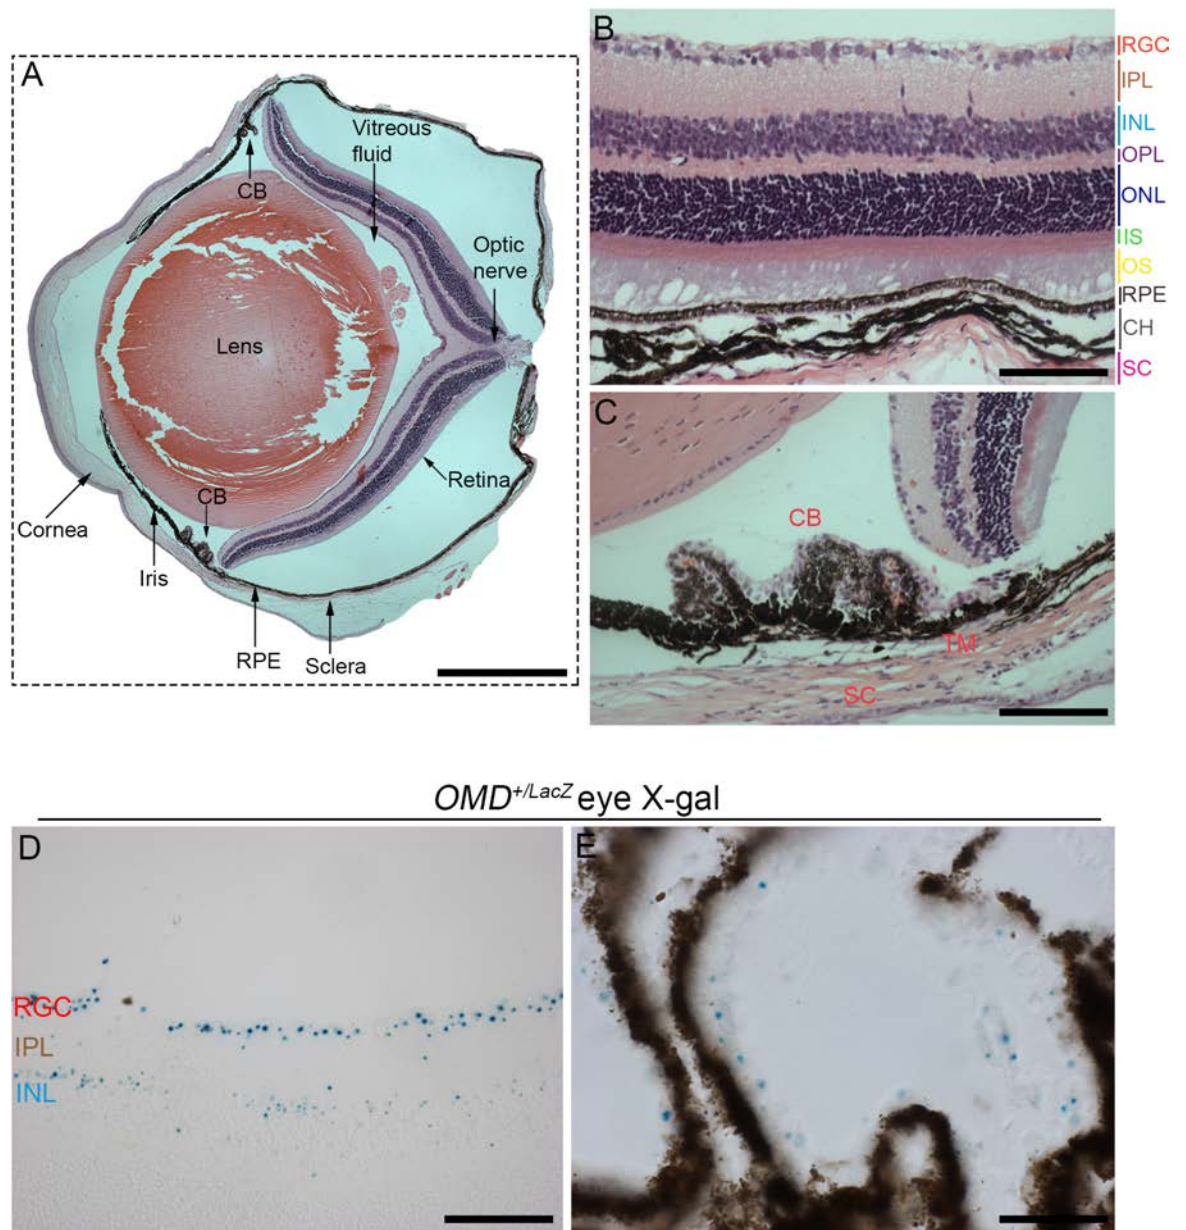 A
Vitreous
fluid
CB
Optic
nerve
Lens
Retina
CB
Cornea
Iris
RPE
Sclera
B
RGC
IPL
INL
OPL
ONL
IS
OS
RPE
CH
SC
C
CB
TM
SC
OMD+/LacZ eye X-gal
D
RGC
IPL
INL
E